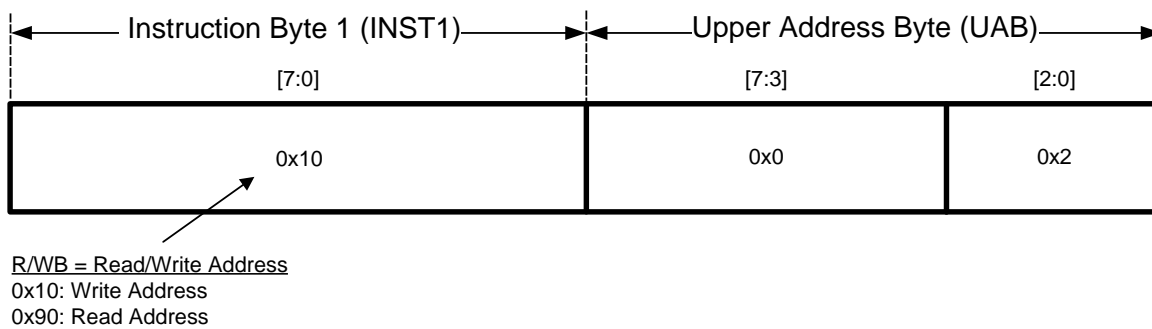 Instruction Byte 1 (INST1) Upper Address Byte (UAB)
[7:0] [7:3] [2:0]
0x10 0x0 0x2
R/WB = Read/Write Address
0x10: Write Address
0x90: Read Address